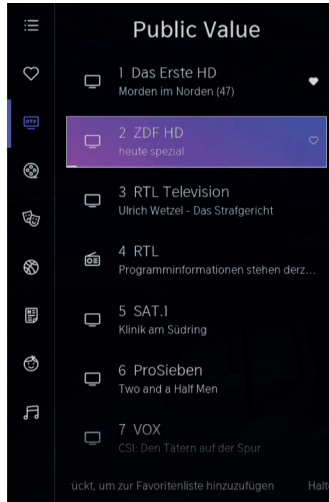 Public Value
1 Das Erste HD
Morden im Norden (47)
RTV
2 ZDF HD
heute spezial
3 RTL Television
Ulrich Wetzel - Das Strafgericht
4 RTL
Programminformationen stehen derz...
5 SAT.1
Klinik am Südring
6 ProSieben
Two and a Half Men
7 VOX
CSI: Den Tätern auf der Spur
ückt, um zur Favoritenliste hinzuzufügen Halt